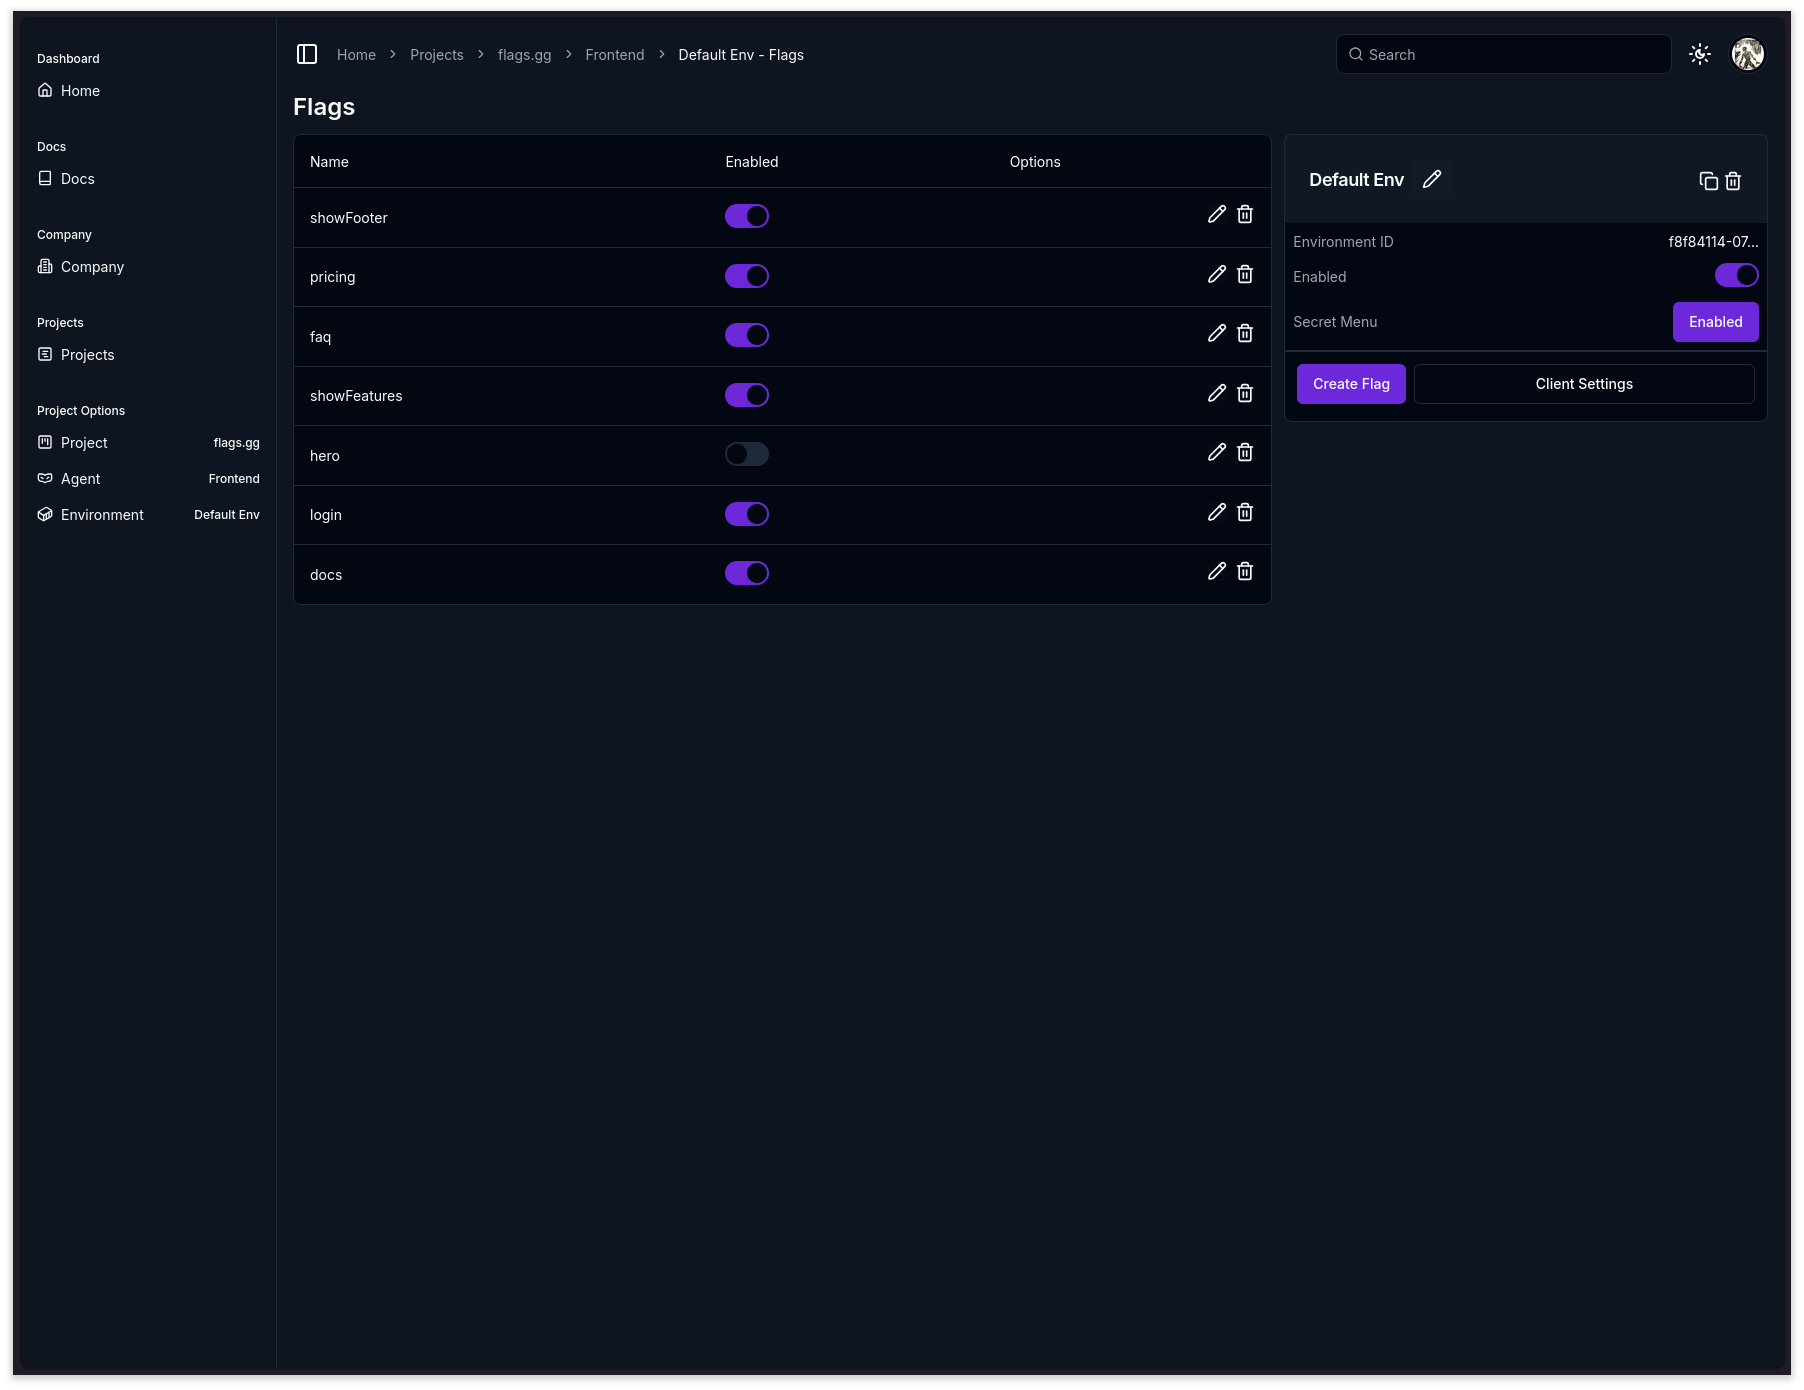 Dashboard
Home
Docs
Docs
Company
Company
Projects
Projects
Project Options
Project flags.gg
Agent Frontend
Environment Default Env
Home > Projects > flags.gg > Frontend > Default Env - Flags
Search
Flags
Name Enabled Options
showFooter
pricing
faq
showFeatures
hero
login
docs
Default Env
Environment ID f8f84114-07...
Enabled
Secret Menu Enabled
Create Flag Client Settings